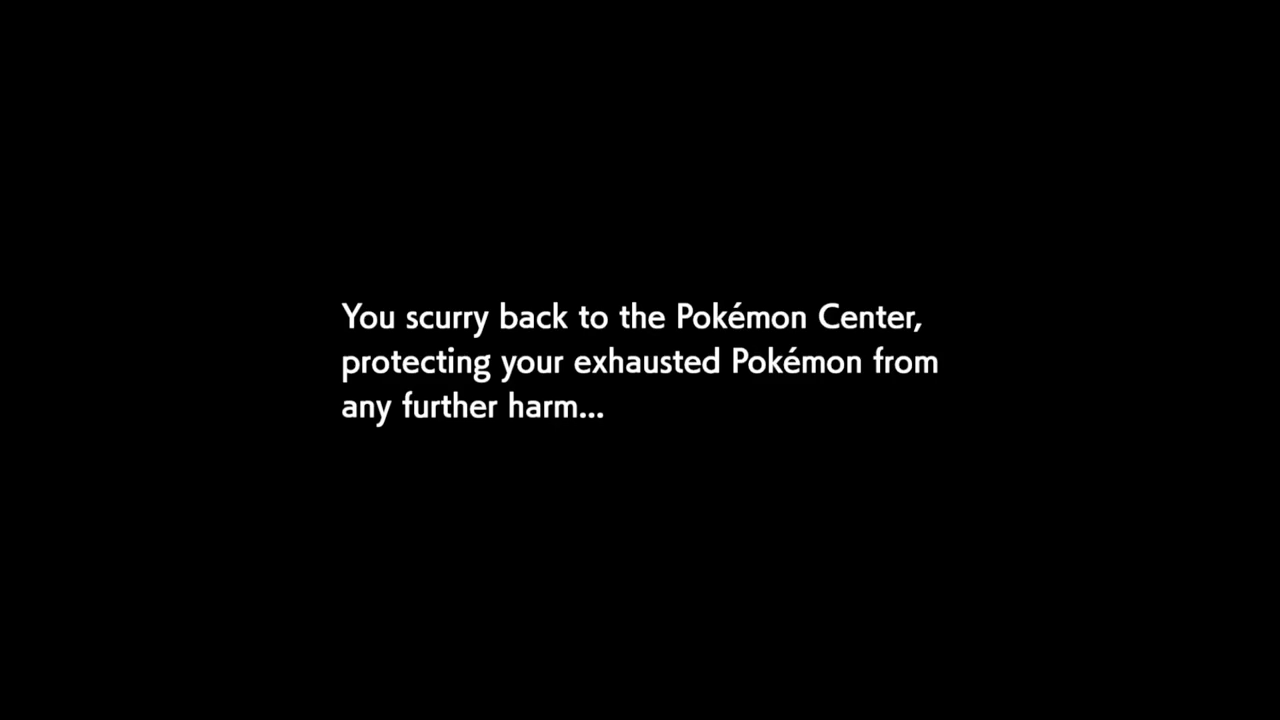 You scurry back to the Pokémon Center,
protecting your exhausted Pokémon from
any further harm...